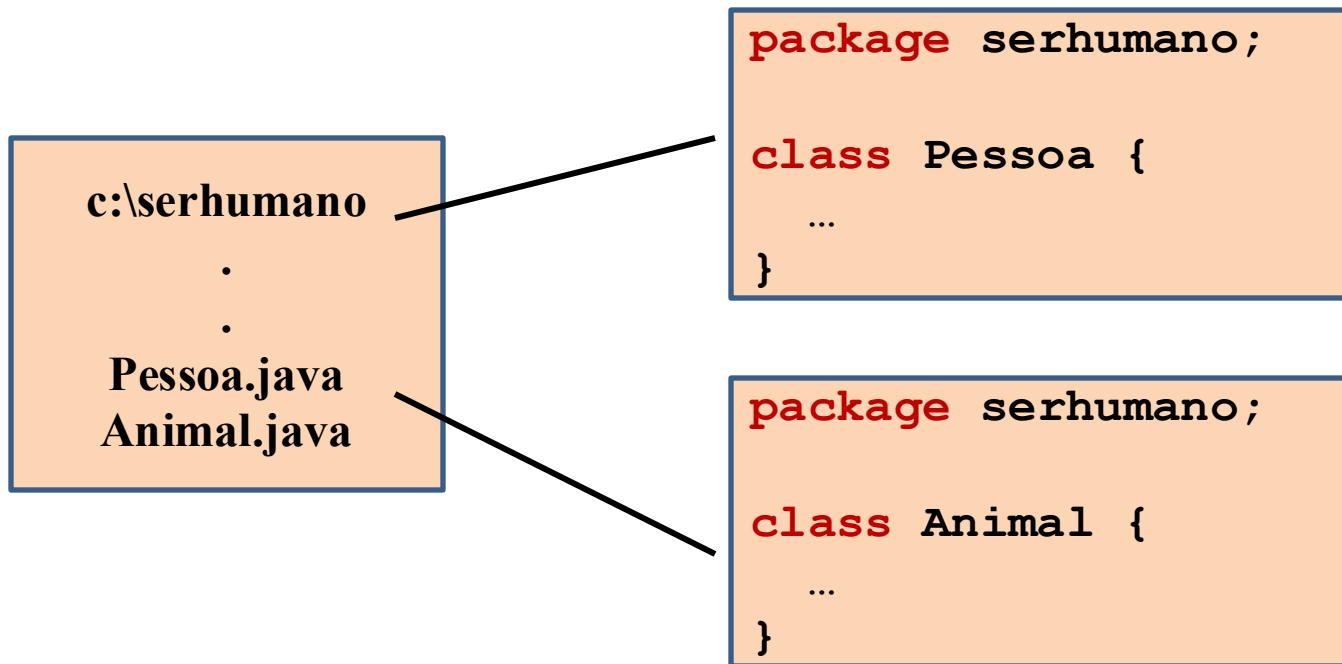 c:\serhumano
.
.
Pessoa.java
Animal.java
package serhumano;
class Pessoa {
…
}
package serhumano;
class Animal {
…
}